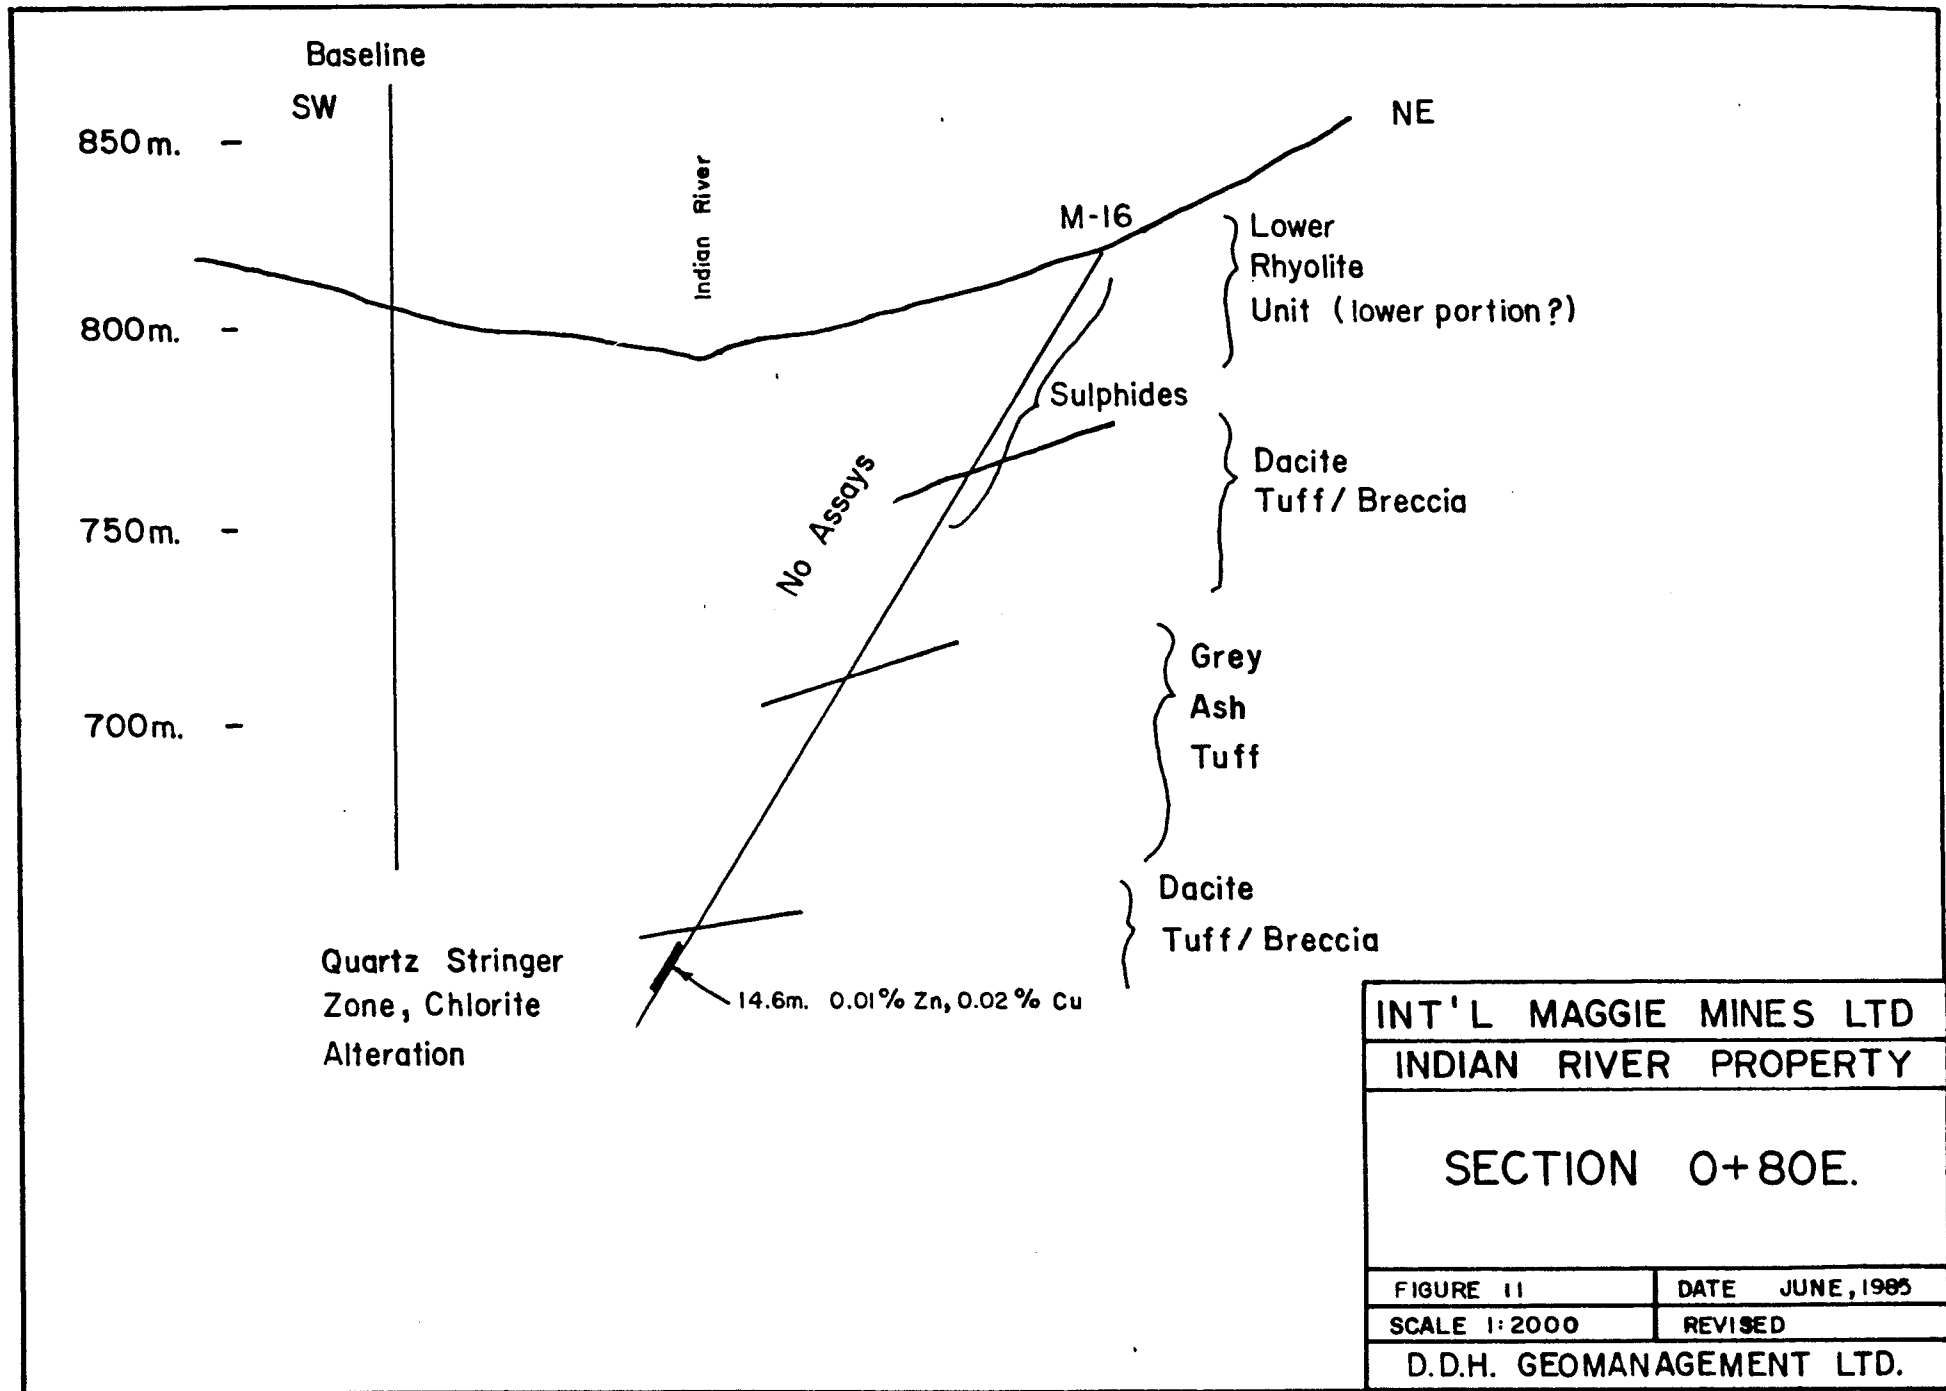 Baseline
SW
NE
850m.
800m.
750m.
700m.
Indian River
M-16
Lower
Rhyolite
Unit (lower portion?)
Sulphides
No Assays
Dacite
Tuff/Breccia
Grey
Ash
Tuff
Dacite
Tuff/Breccia
Quartz Stringer
Zone, Chlorite
Alteration
14.6m. 0.01% Zn, 0.02% Cu
INT'L MAGGIE MINES LTD
INDIAN RIVER PROPERTY
SECTION 0+80E.
FIGURE 11
DATE JUNE, 1985
SCALE 1:2000
REVISED
D.D.H. GEOMANAGEMENT LTD.